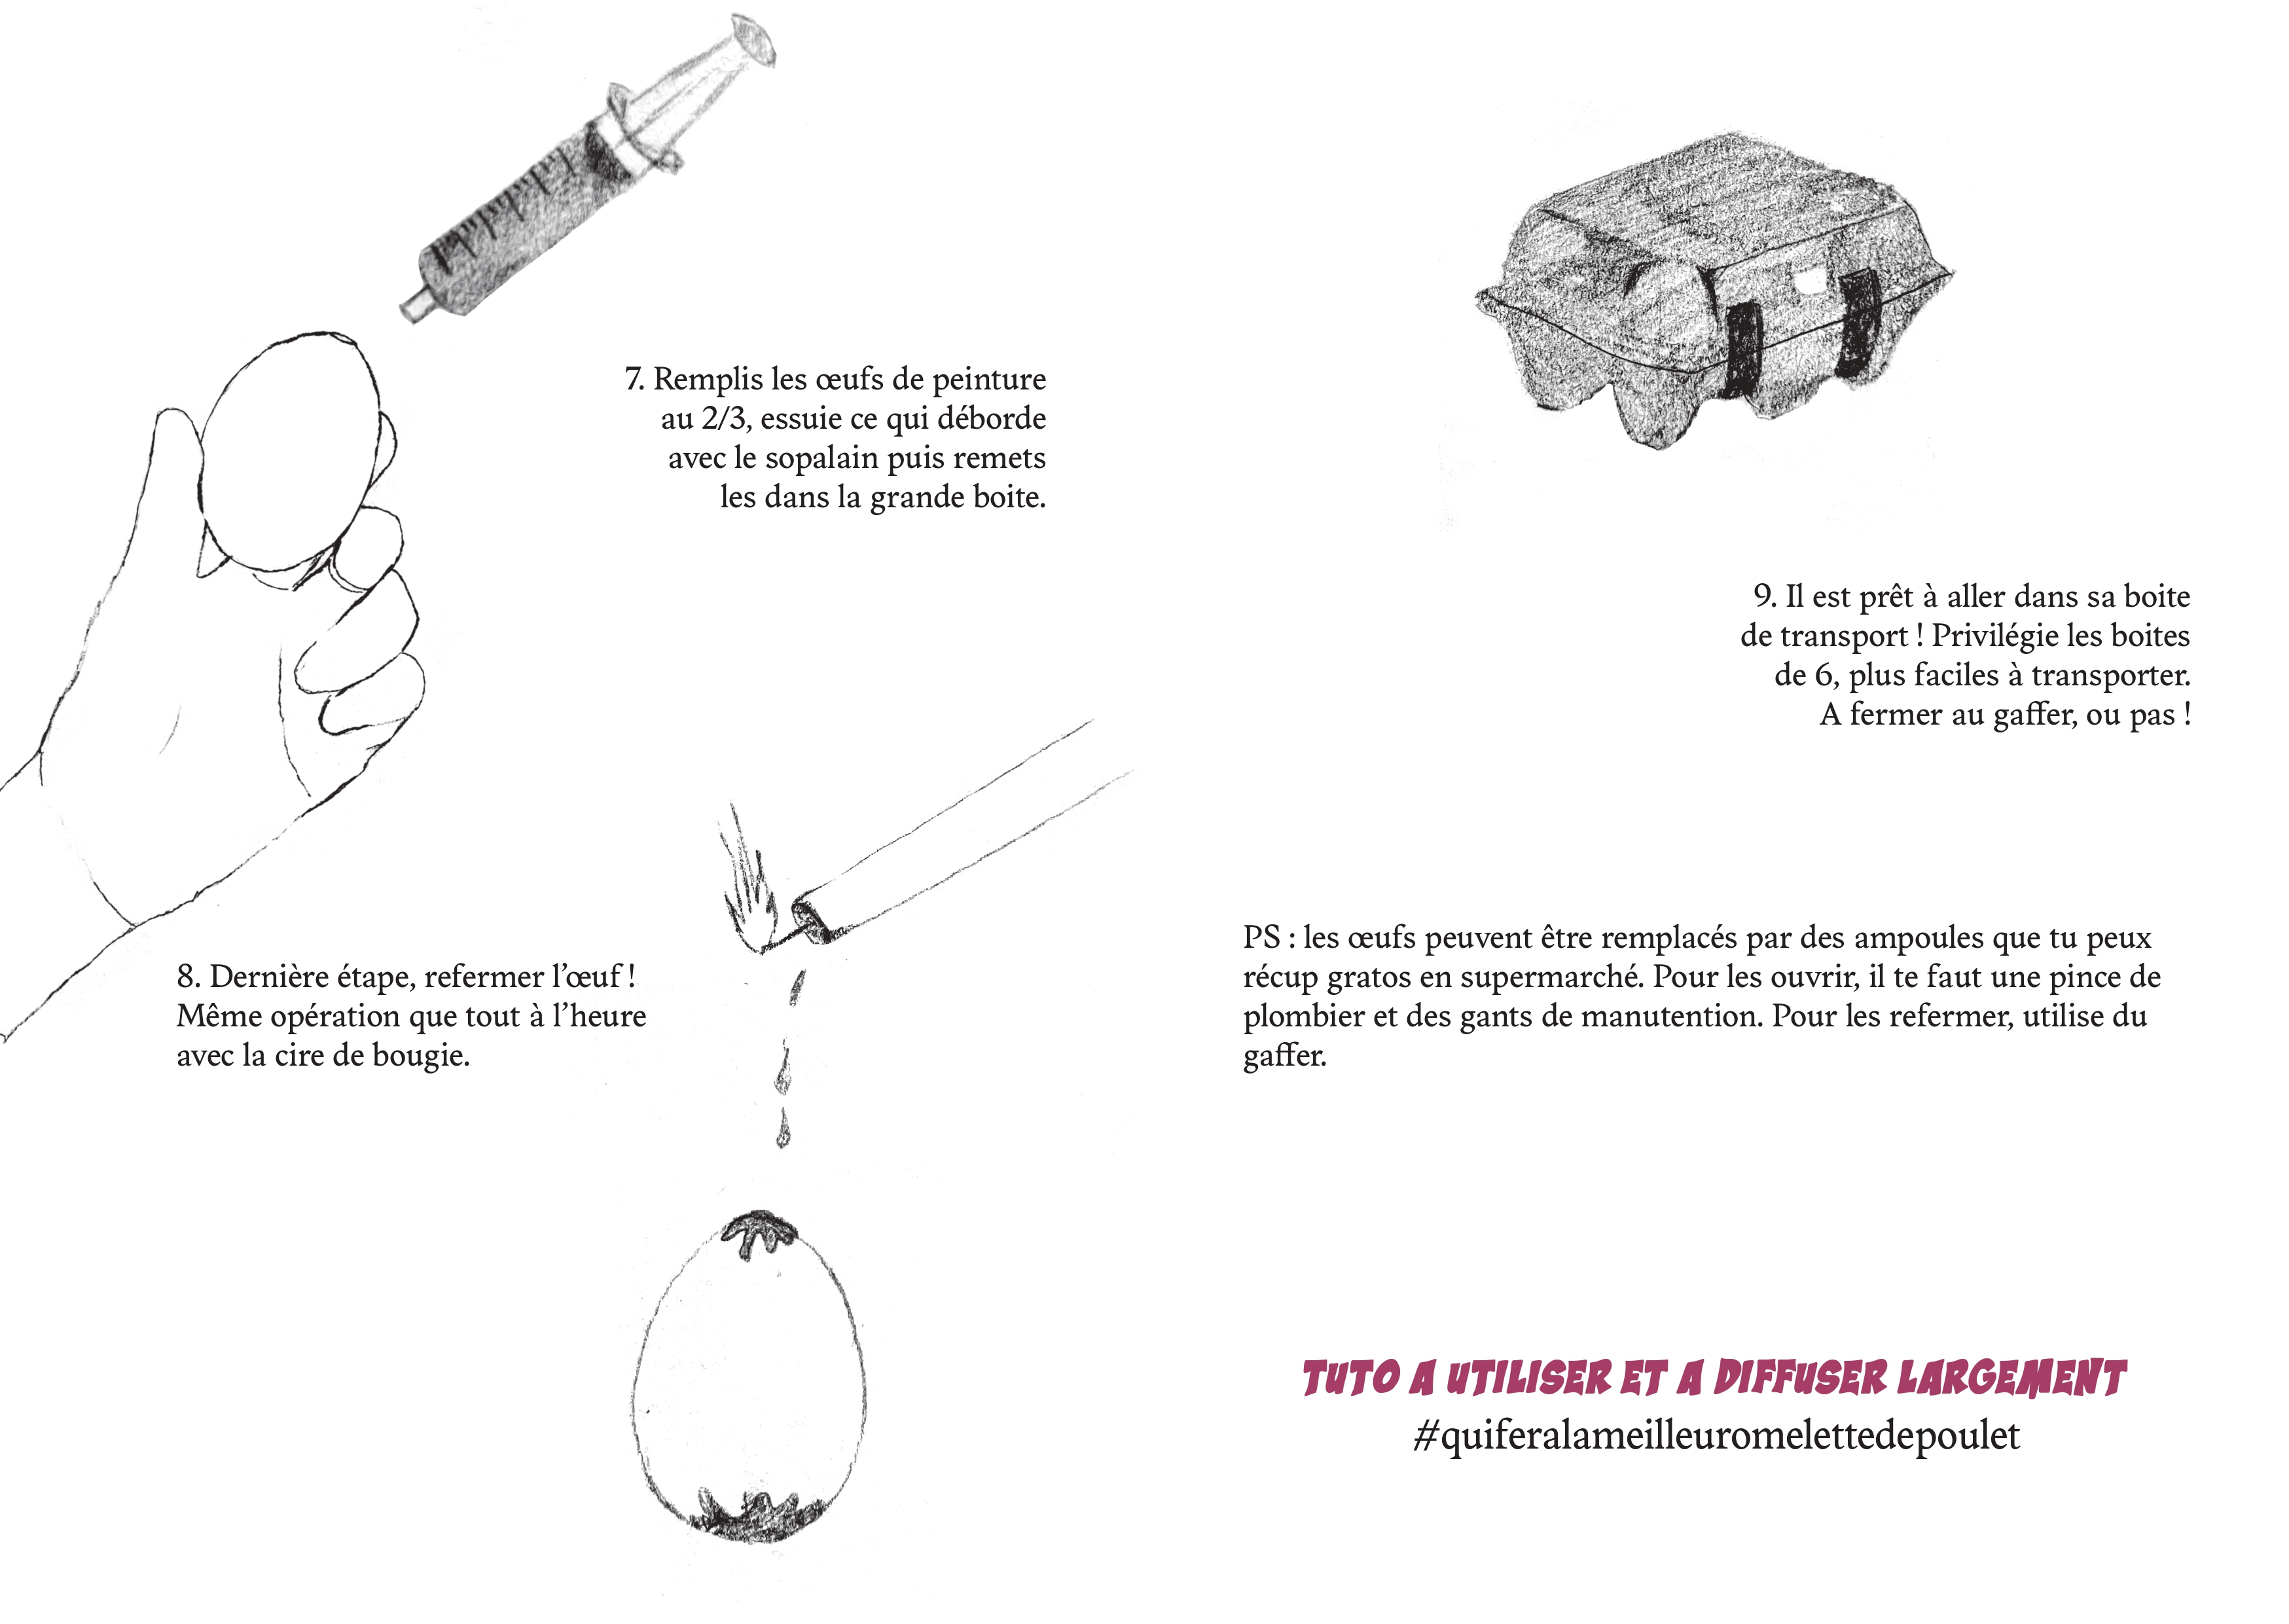 7. Remplis les œufs de peinture
au 2/3, essuie ce qui déborde
avec le sopalain puis remets
les dans la grande boite.
8. Dernière étape, refermer l’œuf !
Même opération que tout à l’heure
avec la cire de bougie.
9. Il est prêt à aller dans sa boite
de transport ! Privilégie les boites
de 6, plus faciles à transporter.
A fermer au gaffer, ou pas !
PS : les œufs peuvent être remplacés par des ampoules que tu peux
récup gratos en supermarché. Pour les ouvrir, il te faut une pince de
plombier et des gants de manutention. Pour les refermer, utilise du
gaffer.
TUTO A UTILISER ET A DIFFUSER LARGEMENT
#quiferalameilleuromelettedepoulet